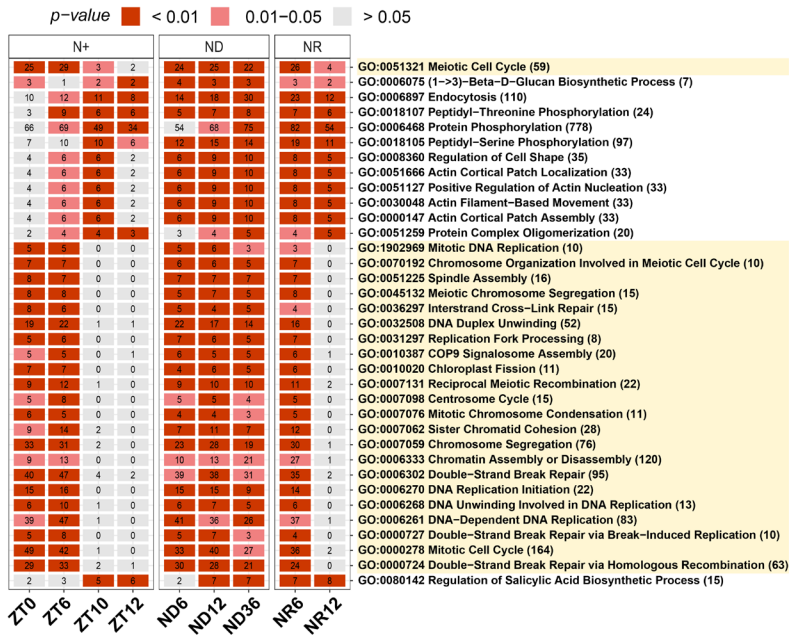 p-value < 0.01 0.01−0.05 > 0.05
N+ ND NR
25 29 3 2 24 25 22 26 4 GO:0051321 Meiotic Cell Cycle (59)
3 1 2 2 4 3 3 3 2 GO:0006075 (1−>3)−Beta−D−Glucan Biosynthetic Process (7)
10 12 11 8 14 18 30 23 12 GO:0006897 Endocytosis (110)
3 9 6 6 5 7 8 7 6 GO:0018107 Peptidyl−Threonine Phosphorylation (24)
66 69 49 34 54 68 75 82 54 GO:0006468 Protein Phosphorylation (778)
7 10 10 6 12 15 14 19 11 GO:0018105 Peptidyl−Serine Phosphorylation (97)
4 6 6 2 6 9 10 8 5 GO:0008360 Regulation of Cell Shape (35)
4 6 6 2 6 9 10 8 5 GO:0051666 Actin Cortical Patch Localization (33)
4 6 6 2 6 9 10 8 5 GO:0051127 Positive Regulation of Actin Nucleation (33)
4 6 6 2 6 9 10 8 5 GO:0030048 Actin Filament−Based Movement (33)
4 6 6 2 6 9 10 8 5 GO:0000147 Actin Cortical Patch Assembly (33)
2 4 4 3 3 4 5 4 5 GO:0051259 Protein Complex Oligomerization (20)
5 5 0 0 5 6 3 3 0 GO:1902969 Mitotic DNA Replication (10)
7 7 0 0 5 6 5 7 0 GO:0070192 Chromosome Organization Involved in Meiotic Cell Cycle (10)
8 7 0 0 7 7 7 7 0 GO:0051225 Spindle Assembly (16)
8 8 0 0 5 7 5 8 0 GO:0045132 Meiotic Chromosome Segregation (15)
8 6 0 0 5 4 5 4 0 GO:0036297 Interstrand Cross−Link Repair (15)
19 22 1 1 22 17 14 16 0 GO:0032508 DNA Duplex Unwinding (52)
5 6 0 0 7 6 5 7 0 GO:0031297 Replication Fork Processing (8)
5 5 0 1 6 5 5 6 1 GO:0010387 COP9 Signalosome Assembly (20)
7 7 0 0 4 6 5 6 0 GO:0010020 Chloroplast Fission (11)
9 12 1 0 9 10 10 11 2 GO:0007131 Reciprocal Meiotic Recombination (22)
5 8 0 0 5 5 4 5 0 GO:0007098 Centrosome Cycle (15)
6 5 0 0 4 4 3 5 0 GO:0007076 Mitotic Chromosome Condensation (11)
9 14 2 0 7 11 7 12 0 GO:0007062 Sister Chromatid Cohesion (28)
33 31 2 0 23 28 19 30 1 GO:0007059 Chromosome Segregation (76)
9 13 0 0 10 13 21 27 1 GO:0006333 Chromatin Assembly or Disassembly (120)
40 47 4 2 39 38 31 35 2 GO:0006302 Double−Strand Break Repair (95)
15 16 0 0 15 15 9 14 0 GO:0006270 DNA Replication Initiation (22)
6 10 1 0 6 7 5 6 0 GO:0006268 DNA Unwinding Involved in DNA Replication (13)
39 47 1 0 41 36 26 37 1 GO:0006261 DNA−Dependent DNA Replication (83)
5 8 0 0 5 7 3 4 0 GO:0000727 Double−Strand Break Repair via Break−Induced Replication (10)
49 42 1 0 33 40 27 36 2 GO:0000278 Mitotic Cell Cycle (164)
29 33 2 1 30 28 21 24 0 GO:0000724 Double−Strand Break Repair via Homologous Recombination (63)
2 3 5 6 2 7 7 7 8 GO:0080142 Regulation of Salicylic Acid Biosynthetic Process (15)
ZT0 ZT6 ZT10 ZT12 ND6 ND12 ND36 NR6 NR12